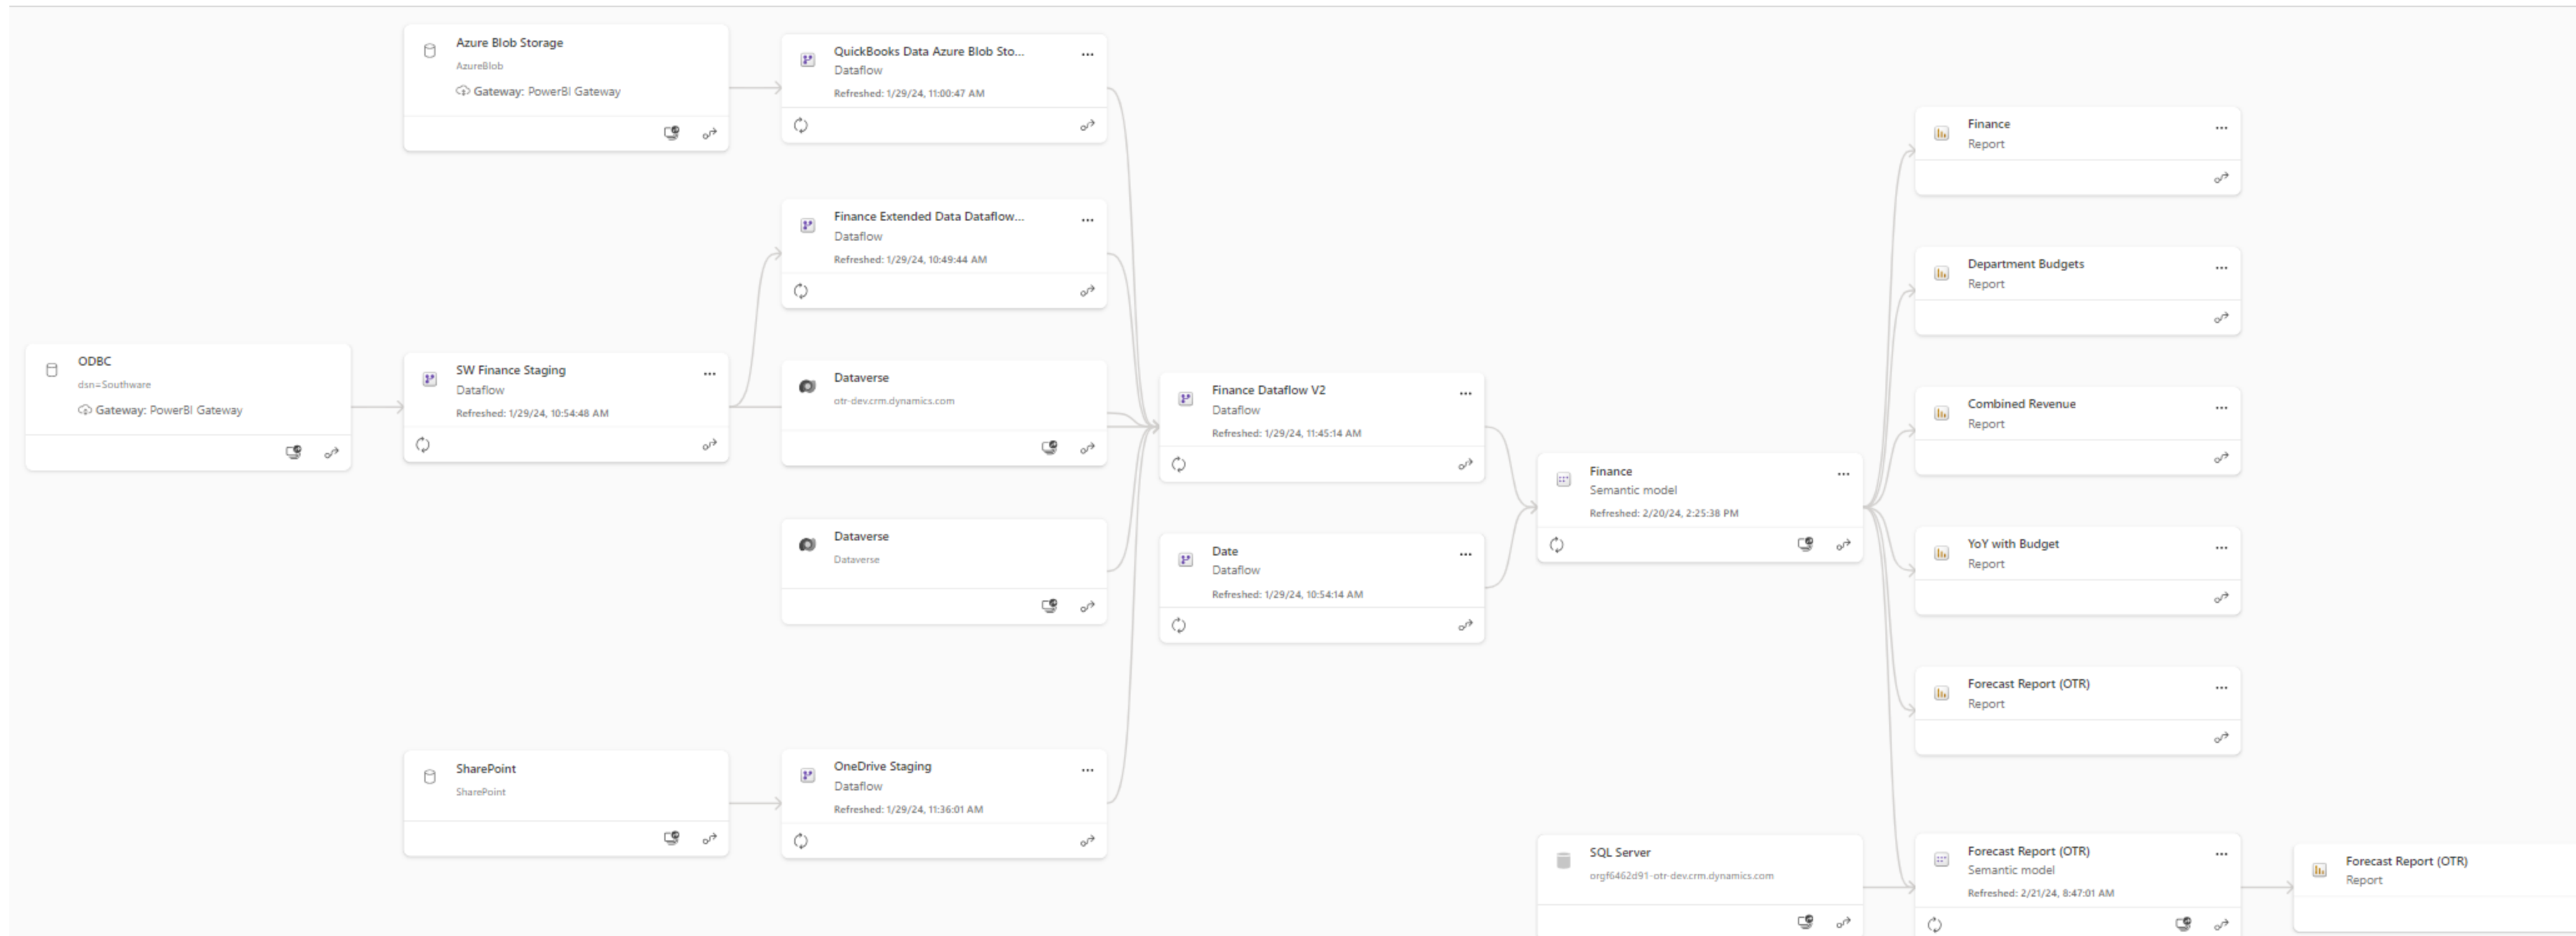 Azure Blob Storage
AzureBlob
Gateway: PowerBI Gateway
QuickBooks Data Azure Blob Sto...
Dataflow
Refreshed: 1/29/24, 11:00:47 AM
Finance Extended Data Dataflow...
Dataflow
Refreshed: 1/29/24, 10:49:44 AM
ODBC
dsn=Southware
Gateway: PowerBI Gateway
SW Finance Staging
Dataflow
Refreshed: 1/29/24, 10:54:48 AM
Dataverse
otr-dev.crm.dynamics.com
Dataverse
Dataverse
SharePoint
SharePoint
OneDrive Staging
Dataflow
Refreshed: 1/29/24, 11:36:01 AM
Finance Dataflow V2
Dataflow
Refreshed: 1/29/24, 11:45:14 AM
Date
Dataflow
Refreshed: 1/29/24, 10:54:14 AM
Finance
Semantic model
Refreshed: 2/20/24, 2:25:38 PM
SQL Server
orgf6462d91-otr-dev.crm.dynamics.com
Finance
Report
Department Budgets
Report
Combined Revenue
Report
YoY with Budget
Report
Forecast Report (OTR)
Report
Forecast Report (OTR)
Semantic model
Refreshed: 2/21/24, 8:47:01 AM
Forecast Report (OTR)
Report